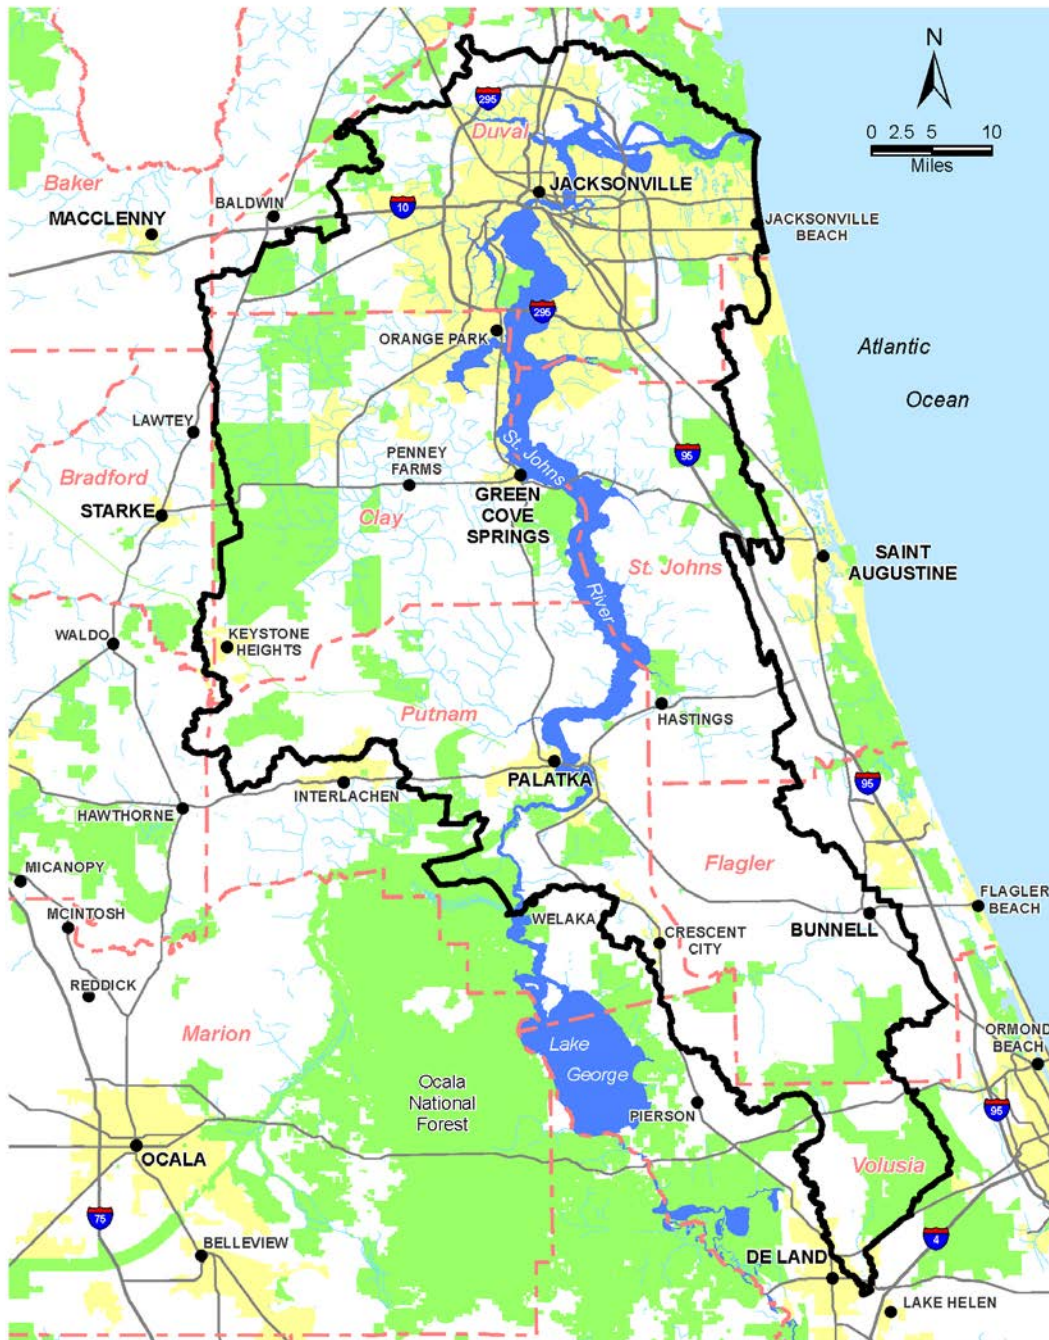 N
295
Duval
0 2.5 5 10
Miles
Baker
MACCLENNY
BALDWIN
10
JACKSONVILLE
JACKSONVILLE
BEACH
ORANGE PARK
295
Atlantic
Ocean
LAWTEY
Bradford
STARKE
PENNEY
FARMS
St. Johns
River
95
GREEN
COVE
SPRINGS
Clay
St. Johns
SAINT
AUGUSTINE
WALDO
KEYSTONE
HEIGHTS
Putnam
HASTINGS
PALATKA
INTERLACHEN
95
HAWTHORNE
MICANOPY
MCINTOSH
Flagler
FLAGLER
BEACH
WELAKA
BUNNELL
CRESCENT
CITY
REDDICK
Marion
Lake
George
ORMOND
BEACH
Ocala
National
Forest
PIERSON
95
OCALA
Volusia
75
4
BELLEVIEW
DE LAND
LAKE HELEN